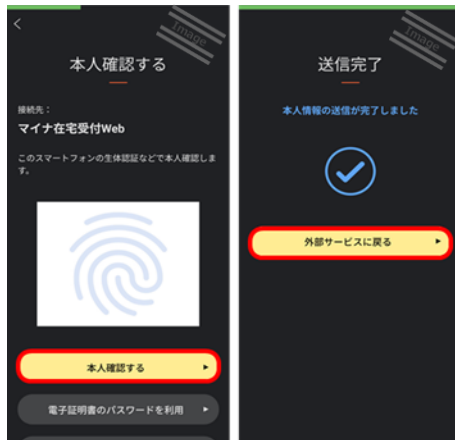 Image
本人確認する
接続先：
マイナ在宅受付Web
このスマートフォンの生体認証などで本人確認しま
す。
本人確認する
電子証明書のパスワードを利用
Image
送信完了
本人情報の送信が完了しました
外部サービスに戻る